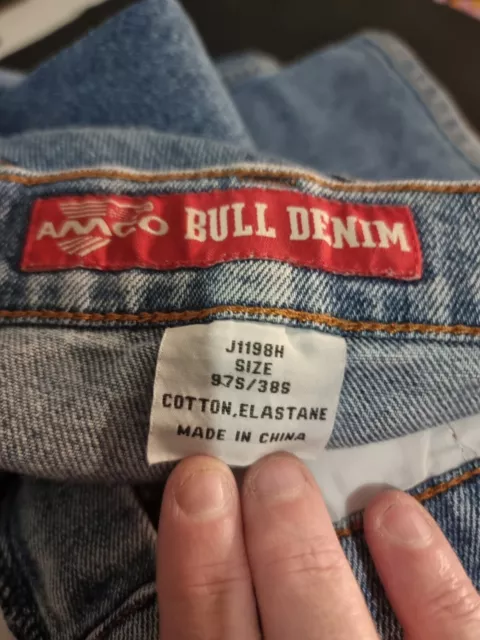 AMCO BULL DENIM
J1198H
SIZE
97S/38S
COTTON,ELASTANE
MADE IN CHINA